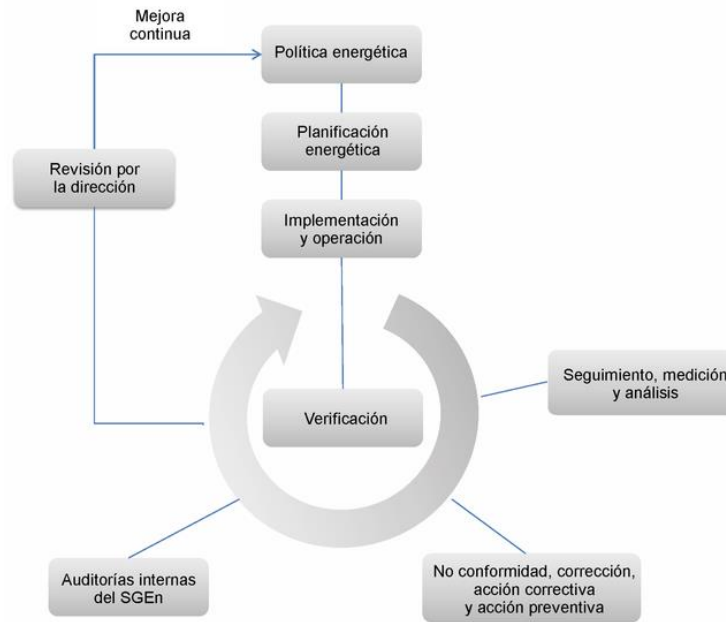 Mejora
continua
Política energética
Planificación
energética
Revisión por
la dirección
Implementación
y operación
Seguimiento, medición
y análisis
Verificación
Auditorías internas
del SGEn
No conformidad, corrección,
acción correctiva
y acción preventiva